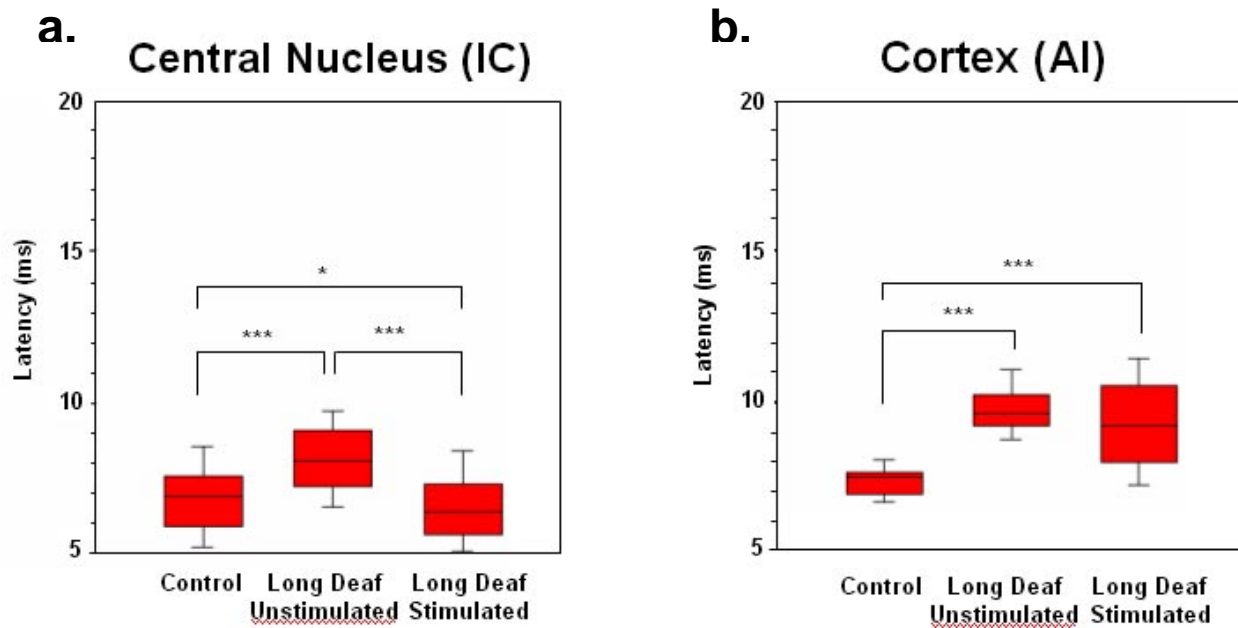 a.
Central Nucleus (IC)
20
15
10
5
Latency (ms)
*
***
***
Control
Long Deaf
Unstimulated
Long Deaf
Stimulated
b.
Cortex (AI)
20
15
10
5
Latency (ms)
***
***
Control
Long Deaf
Unstimulated
Long Deaf
Stimulated